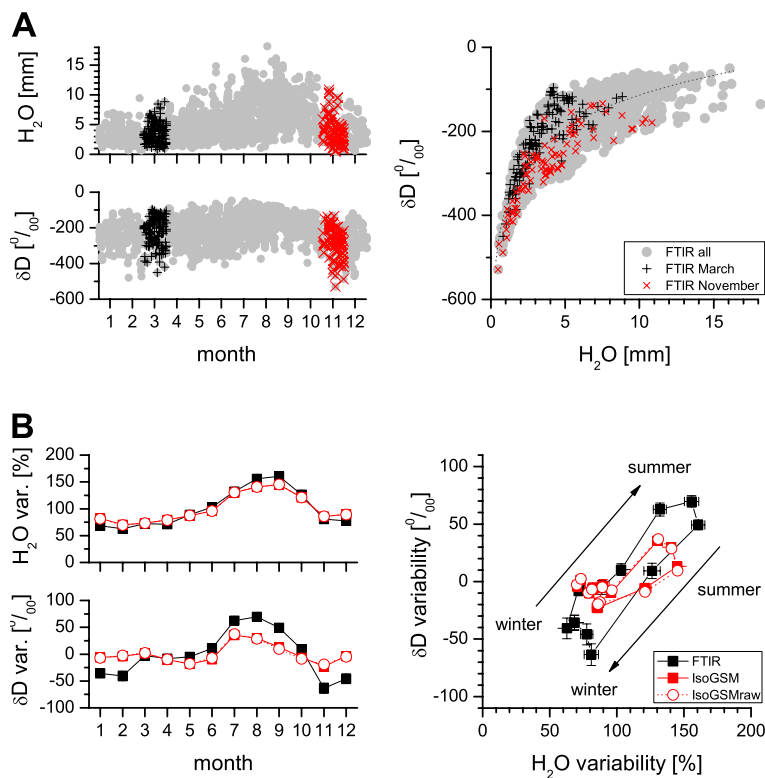 A
H2O [mm]
15
10
5
0
δD [0/00]
0
-200
-400
-600
1 2 3 4 5 6 7 8 9 10 11 12
month
δD [0/00]
0
-200
-400
-600
FTIR all
FTIR March
FTIR November
0 5 10 15
H2O [mm]
B
H2O var. [%]
200
150
100
50
0
δD var. [0/00]
100
50
0
-50
-100
1 2 3 4 5 6 7 8 9 10 11 12
month
δD variability [0/00]
100
50
0
-50
-100
summer
summer
winter
winter
FTIR
IsoGSM
IsoGSMraw
0 50 100 150 200
H2O variability [%]